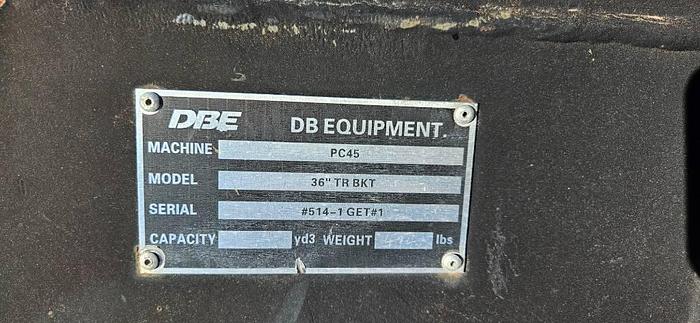 DBE DB EQUIPMENT.
MACHINE PC45
MODEL 36" TR BKT
SERIAL #514-1 GET#1
CAPACITY yd3 WEIGHT lbs